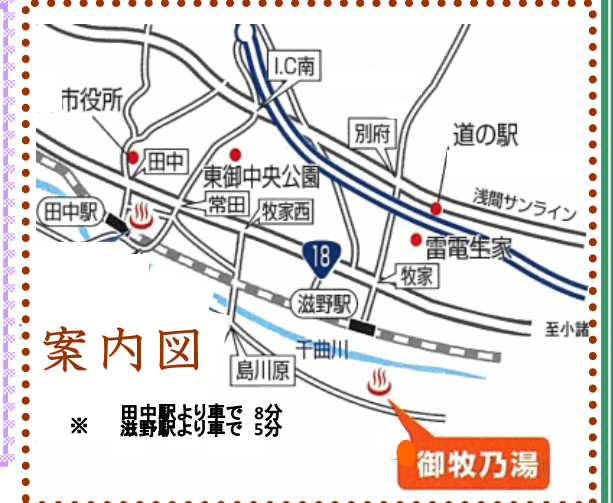 I.C南
市役所
別府
道の駅
田中
東御中央公園
浅間サンライン
田中駅
常田
牧家西
雷電生家
18
牧家
滋野駅
至小諸
案内図
千曲川
島川原
※ 田中駅より車で 8分
滋野駅より車で 5分
御牧乃湯